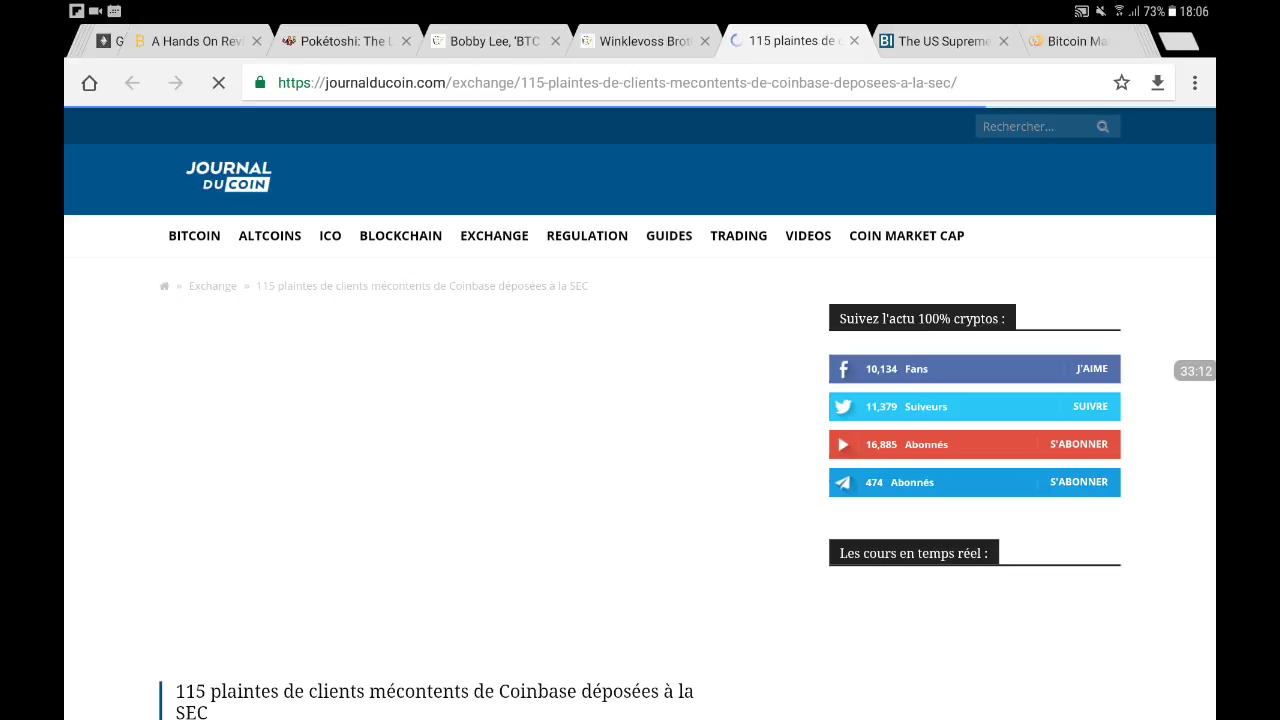 73% 18:06
G
A Hands On Revi
Pokétoshi: The L
Bobby Lee, "BTC
Winklevoss Brot
115 plaintes de c
BI The US Supreme
Bitcoin Ma
https://journalducoin.com/exchange/115-plaintes-de-clients-mecontents-de-coinbase-deposees-a-la-sec/
Rechercher...
JOURNAL
DU COIN
BITCOIN ALTCOINS ICO BLOCKCHAIN EXCHANGE REGULATION GUIDES TRADING VIDEOS COIN MARKET CAP
» Exchange » 115 plaintes de clients mécontents de Coinbase déposées à la SEC
Suivez l'actu 100% cryptos :
10,134 Fans J'AIME
11,379 Suiveurs SUIVRE
33:12
16,885 Abonnés S'ABONNER
474 Abonnés S'ABONNER
Les cours en temps réel :
115 plaintes de clients mécontents de Coinbase déposées à la
SEC